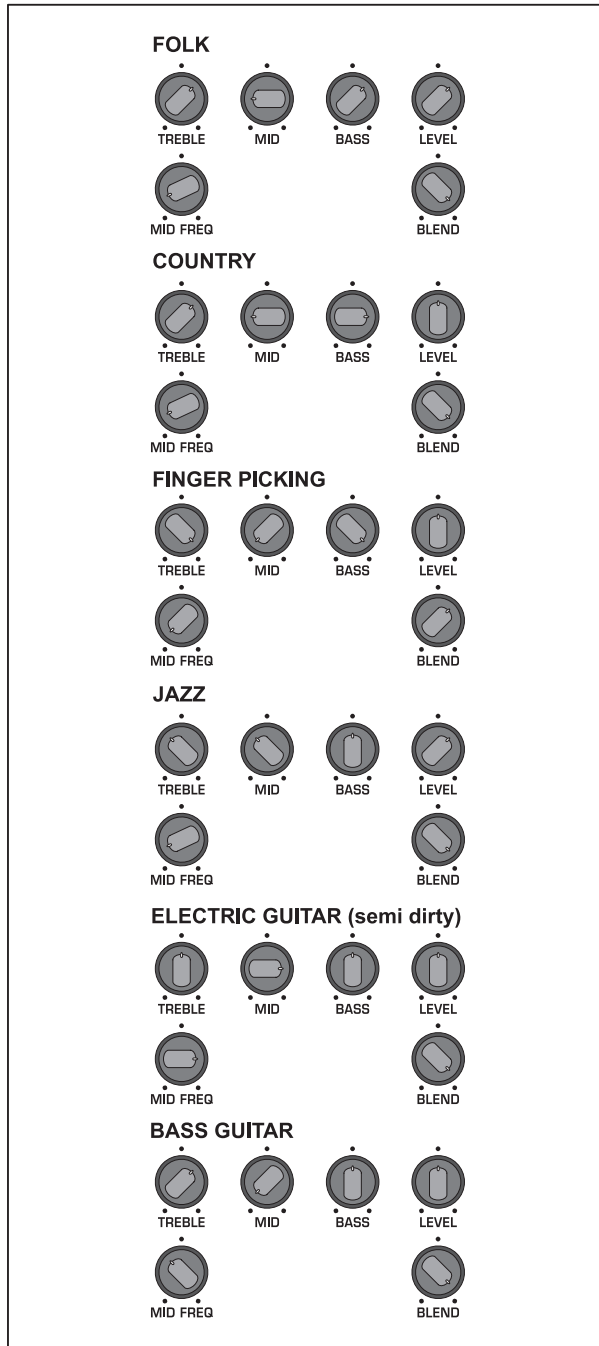 FOLK
TREBLE MID BASS LEVEL
MID FREQ BLEND
COUNTRY
TREBLE MID BASS LEVEL
MID FREQ BLEND
FINGER PICKING
TREBLE MID BASS LEVEL
MID FREQ BLEND
JAZZ
TREBLE MID BASS LEVEL
MID FREQ BLEND
ELECTRIC GUITAR (semi dirty)
TREBLE MID BASS LEVEL
MID FREQ BLEND
BASS GUITAR
TREBLE MID BASS LEVEL
MID FREQ BLEND